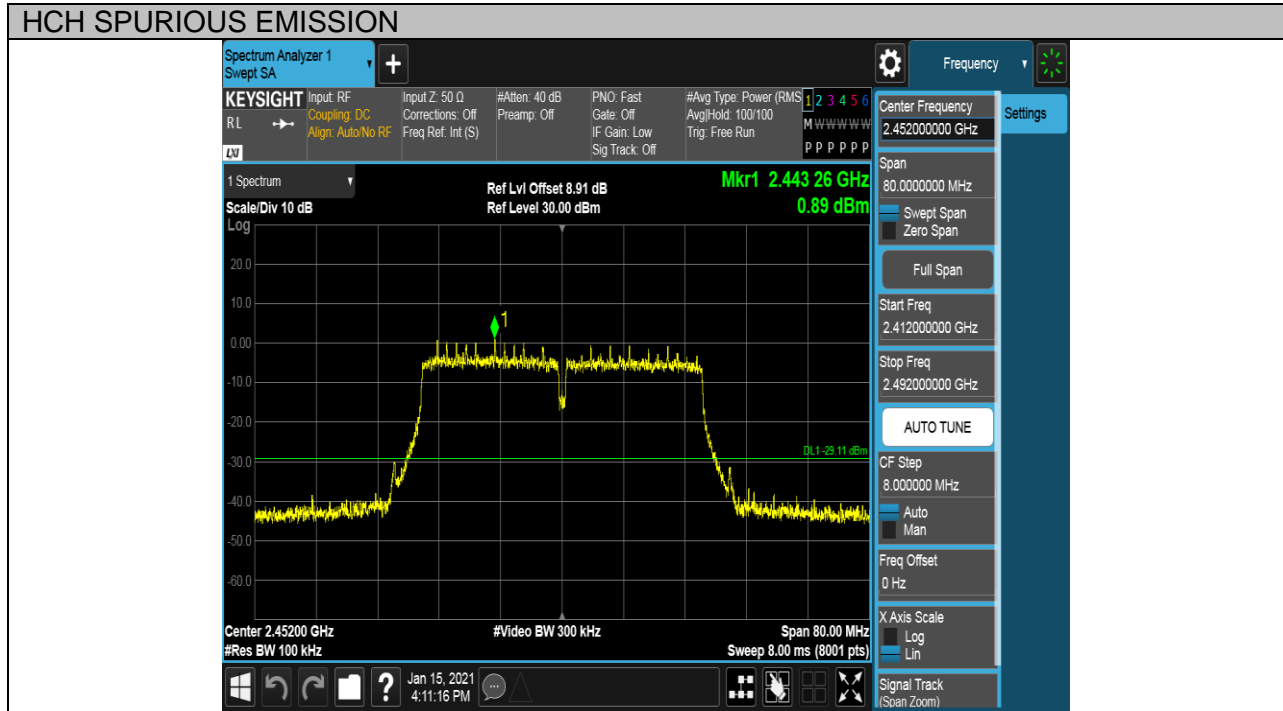 HCH SPURIOUS EMISSION
Spectrum Analyzer 1
Swept SA
+
Frequency
KEYSIGHT
RL
LXI
Input: RF
Coupling: DC
Align: Auto/No RF
Input Z: 50 Ω
Corrections: Off
Freq Ref: Int (S)
#Atten: 40 dB
Preamp: Off
PNO: Fast
Gate: Off
IF Gain: Low
Sig Track: Off
#Avg Type: Power (RMS
Avg|Hold: 100/100
Trig: Free Run
1 2 3 4 5 6
M W W W W W
P P P P P P
1 Spectrum
Scale/Div 10 dB
Ref Lvl Offset 8.91 dB
Ref Level 30.00 dBm
Mkr1 2.443 26 GHz
0.89 dBm
Log
20.0
10.0
0.00
-10.0
-20.0
-30.0
-40.0
-50.0
-60.0
1
DL1 -29.11 dBm
Center 2.45200 GHz
#Res BW 100 kHz
#Video BW 300 kHz
Span 80.00 MHz
Sweep 8.00 ms (8001 pts)
?
Jan 15, 2021
4:11:16 PM
Center Frequency
2.452000000 GHz
Settings
Span
80.0000000 MHz
Swept Span
Zero Span
Full Span
Start Freq
2.412000000 GHz
Stop Freq
2.492000000 GHz
AUTO TUNE
CF Step
8.000000 MHz
Auto
Man
Freq Offset
0 Hz
X Axis Scale
Log
Lin
Signal Track
(Span Zoom)